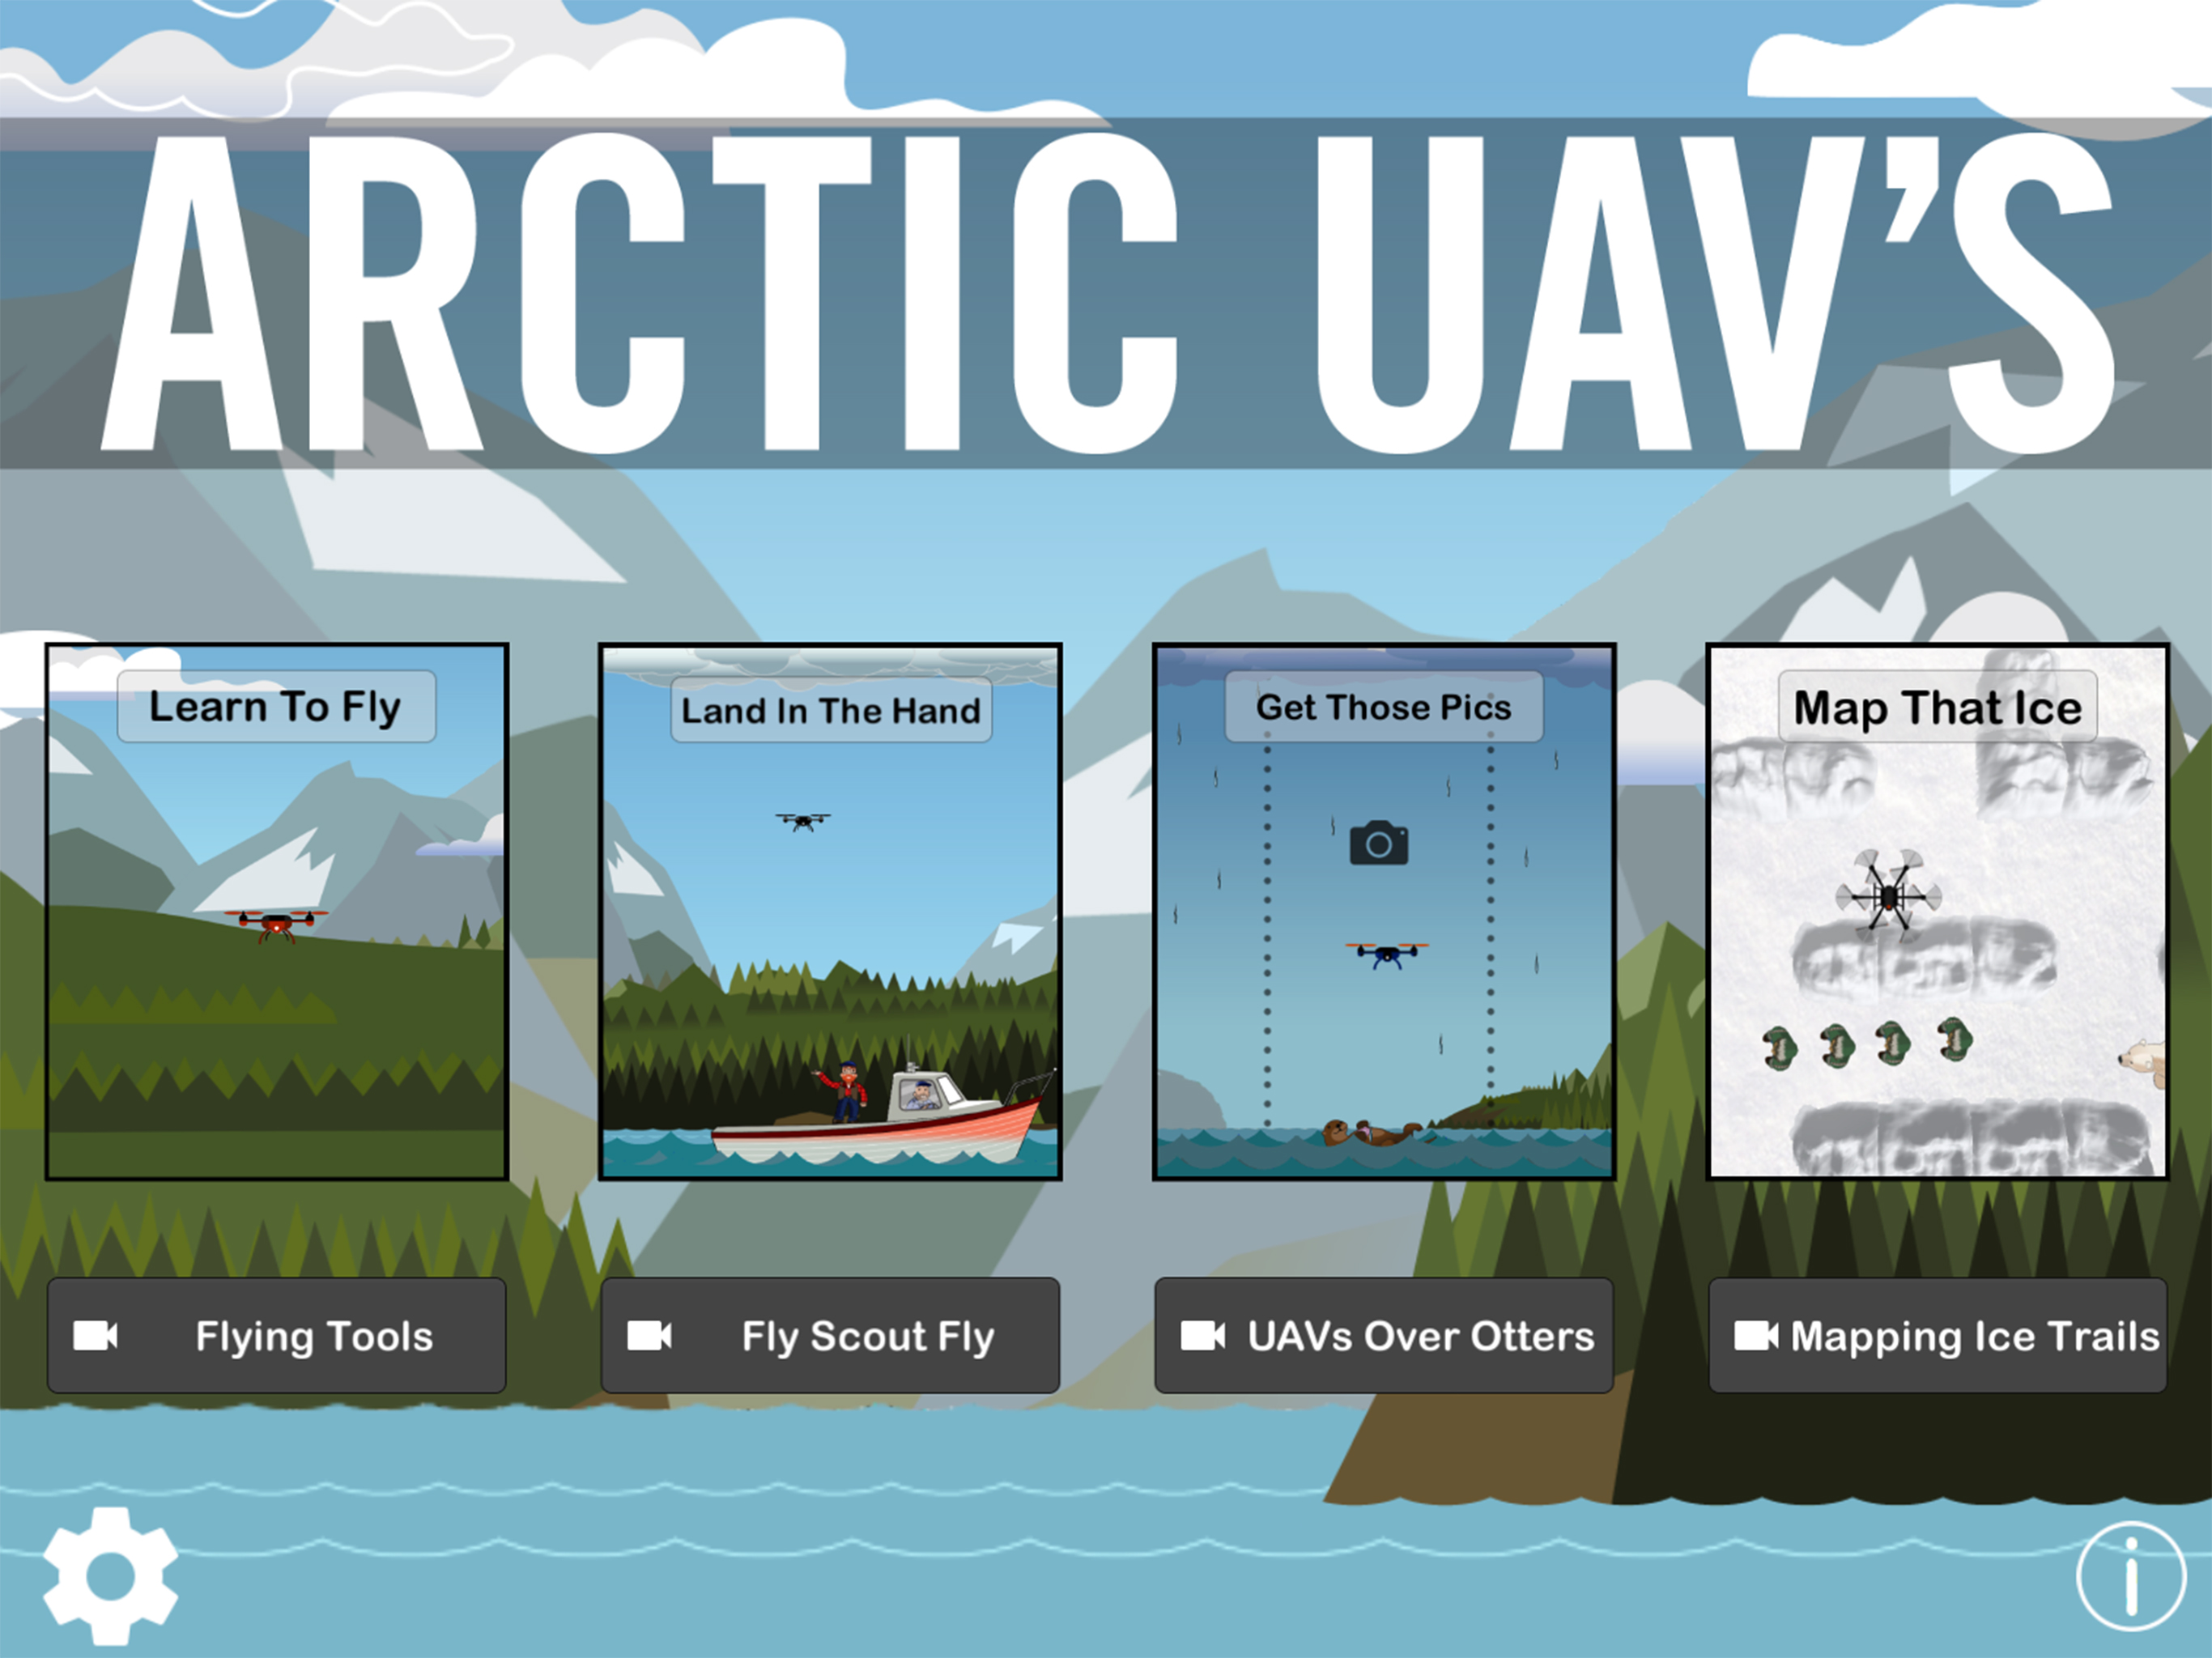 ARCTIC UAV’S
Learn To Fly
Land In The Hand
Get Those Pics
Map That Ice
Flying Tools
Fly Scout Fly
UAVs Over Otters
Mapping Ice Trails